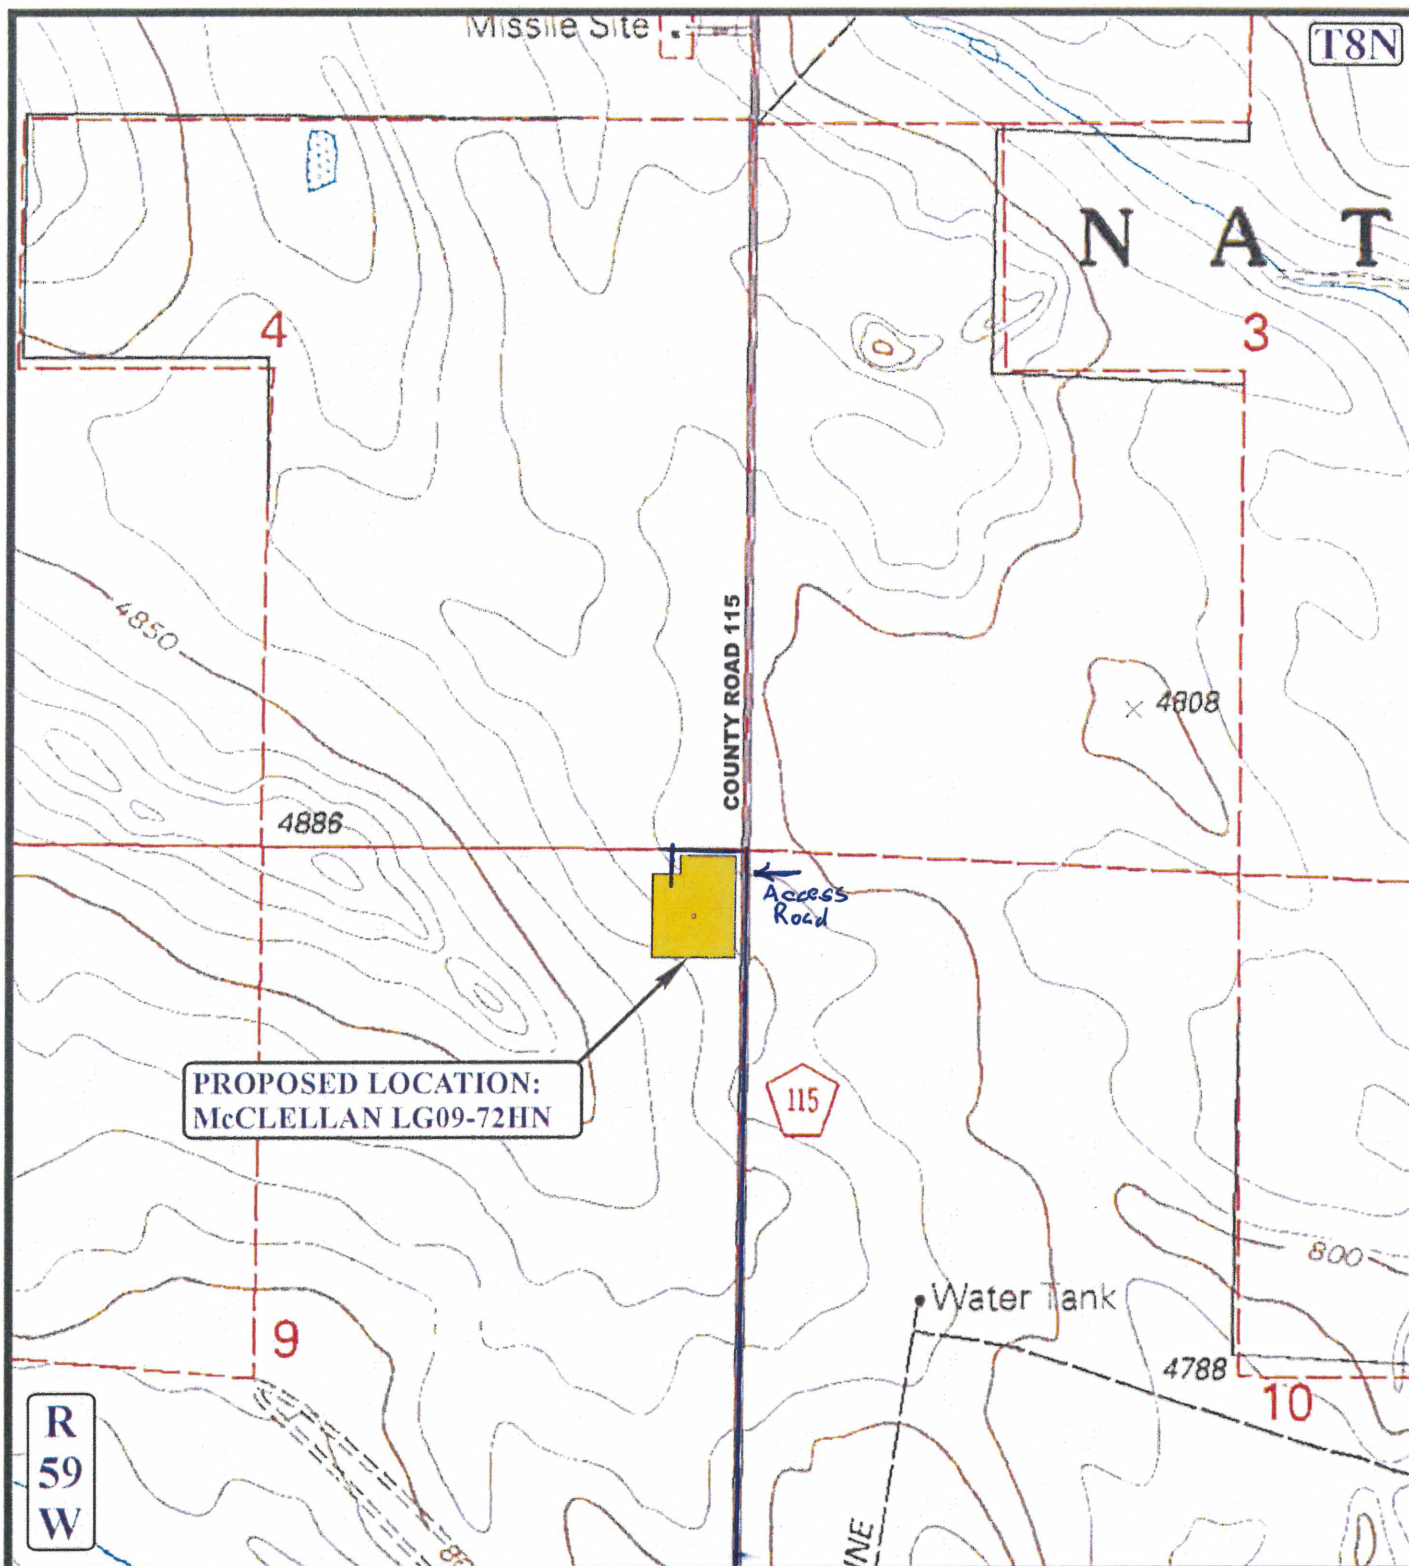 Missile Site
T8N
N A T
4
3
4850
COUNTY ROAD 115
4808
4886
Access
Road
PROPOSED LOCATION:
McCLELLAN LG09-72HN
115
800
Water Tank
9
4788
10
R
59
W